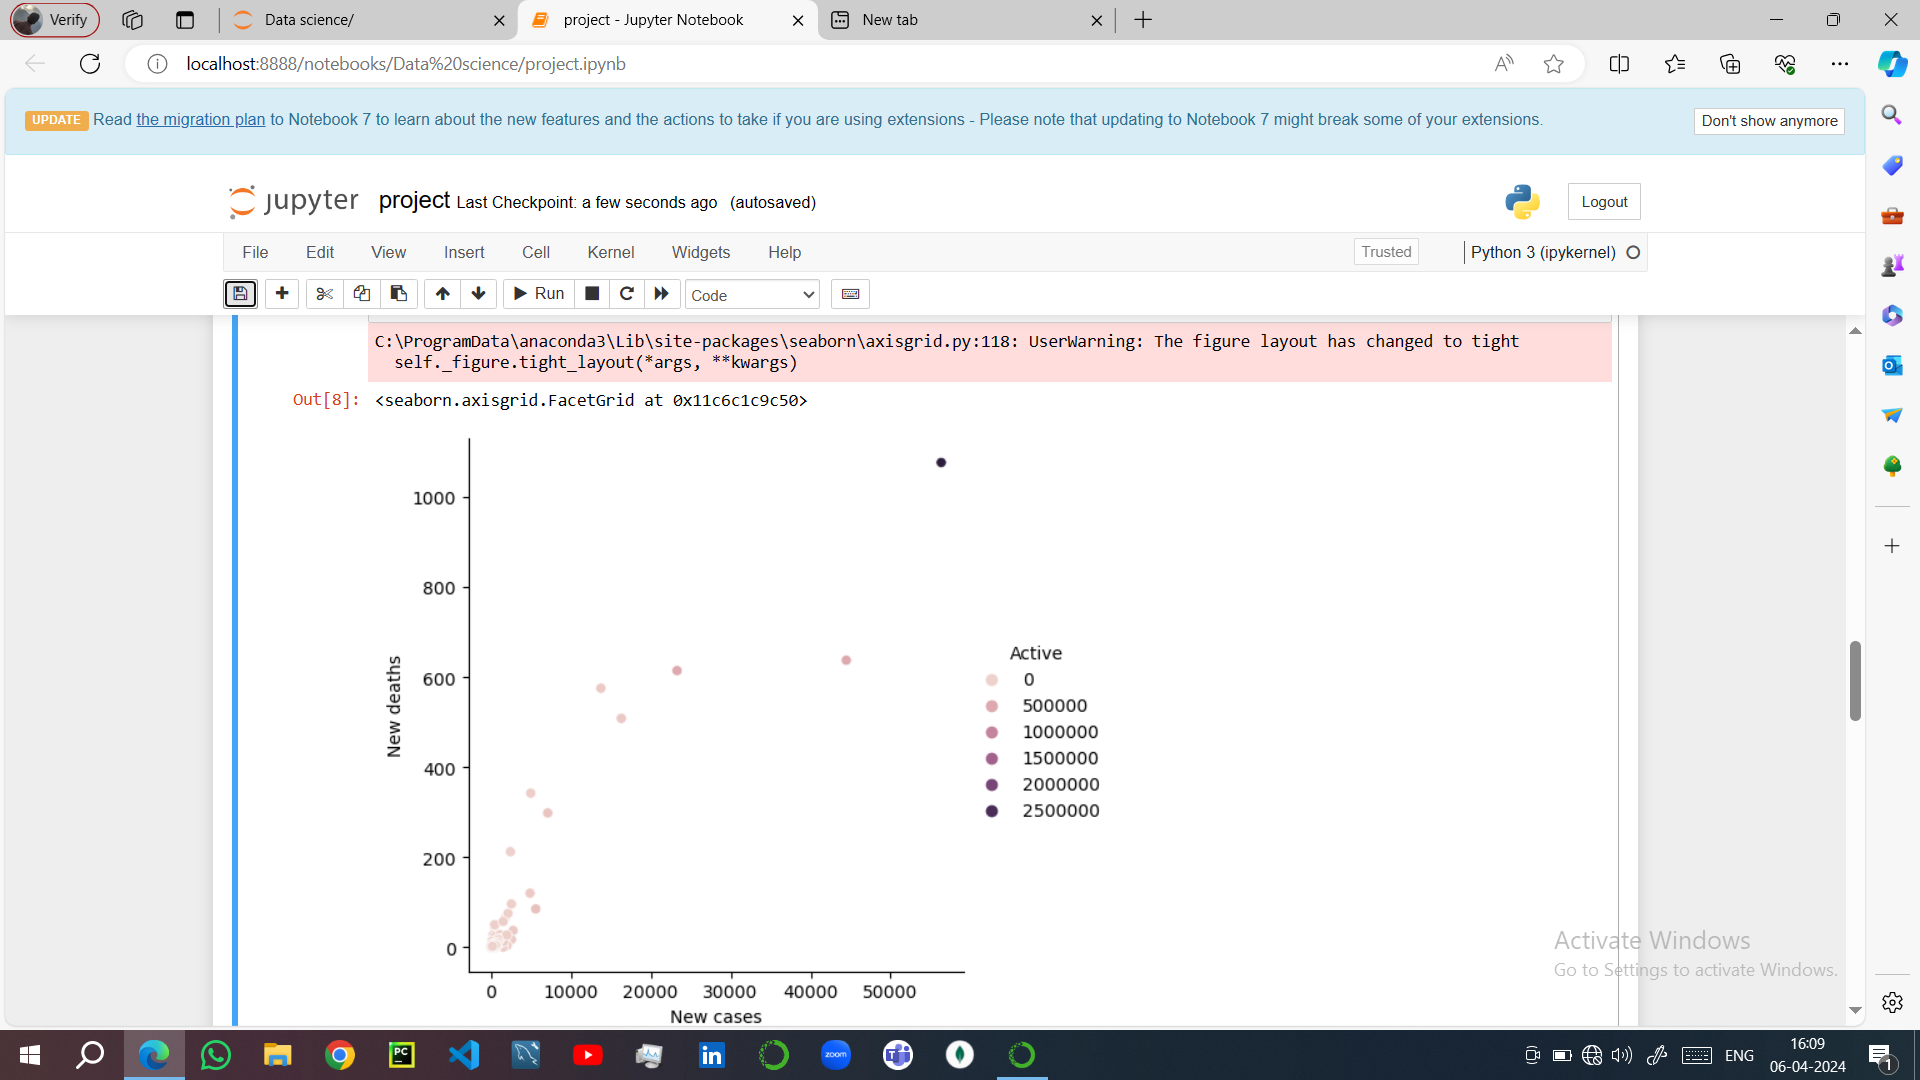 Verify
Data science/
project - Jupyter Notebook
New tab
localhost:8888/notebooks/Data%20science/project.ipynb
UPDATE Read the migration plan to Notebook 7 to learn about the new features and the actions to take if you are using extensions - Please note that updating to Notebook 7 might break some of your extensions.
Don't show anymore
jupyter project Last Checkpoint: a few seconds ago (autosaved)
Logout
File Edit View Insert Cell Kernel Widgets Help
Trusted
Python 3 (ipykernel)
Run
Code
C:\ProgramData\anaconda3\Lib\site-packages\seaborn\axisgrid.py:118: UserWarning: The figure layout has changed to tight
self._figure.tight_layout(*args, **kwargs)
Out[8]: <seaborn.axisgrid.FacetGrid at 0x11c6c1c9c50>
1000
800
600
400
200
0
New deaths
0 10000 20000 30000 40000 50000
New cases
Active
0
500000
1000000
1500000
2000000
2500000
Activate Windows
Go to Settings to activate Windows.
PC
in
zoom
ENG
16:09
06-04-2024
1